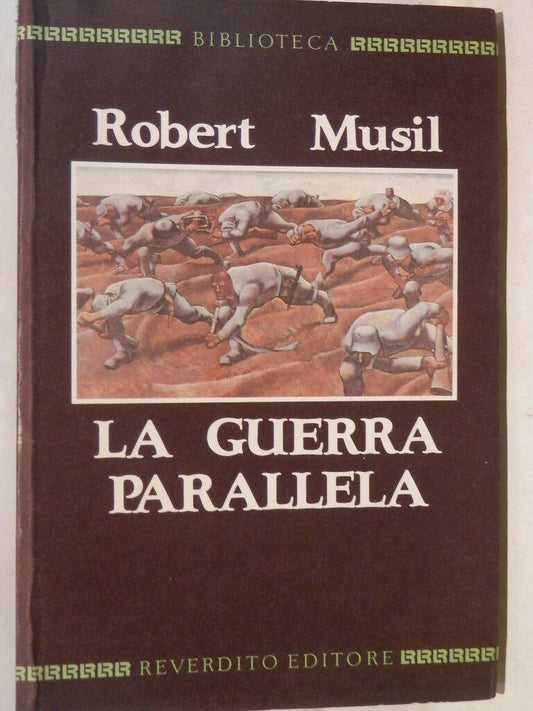 BIBLIOTECA
Robert Musil
LA GUERRA
PARALLELA
REVERDITO EDITORE